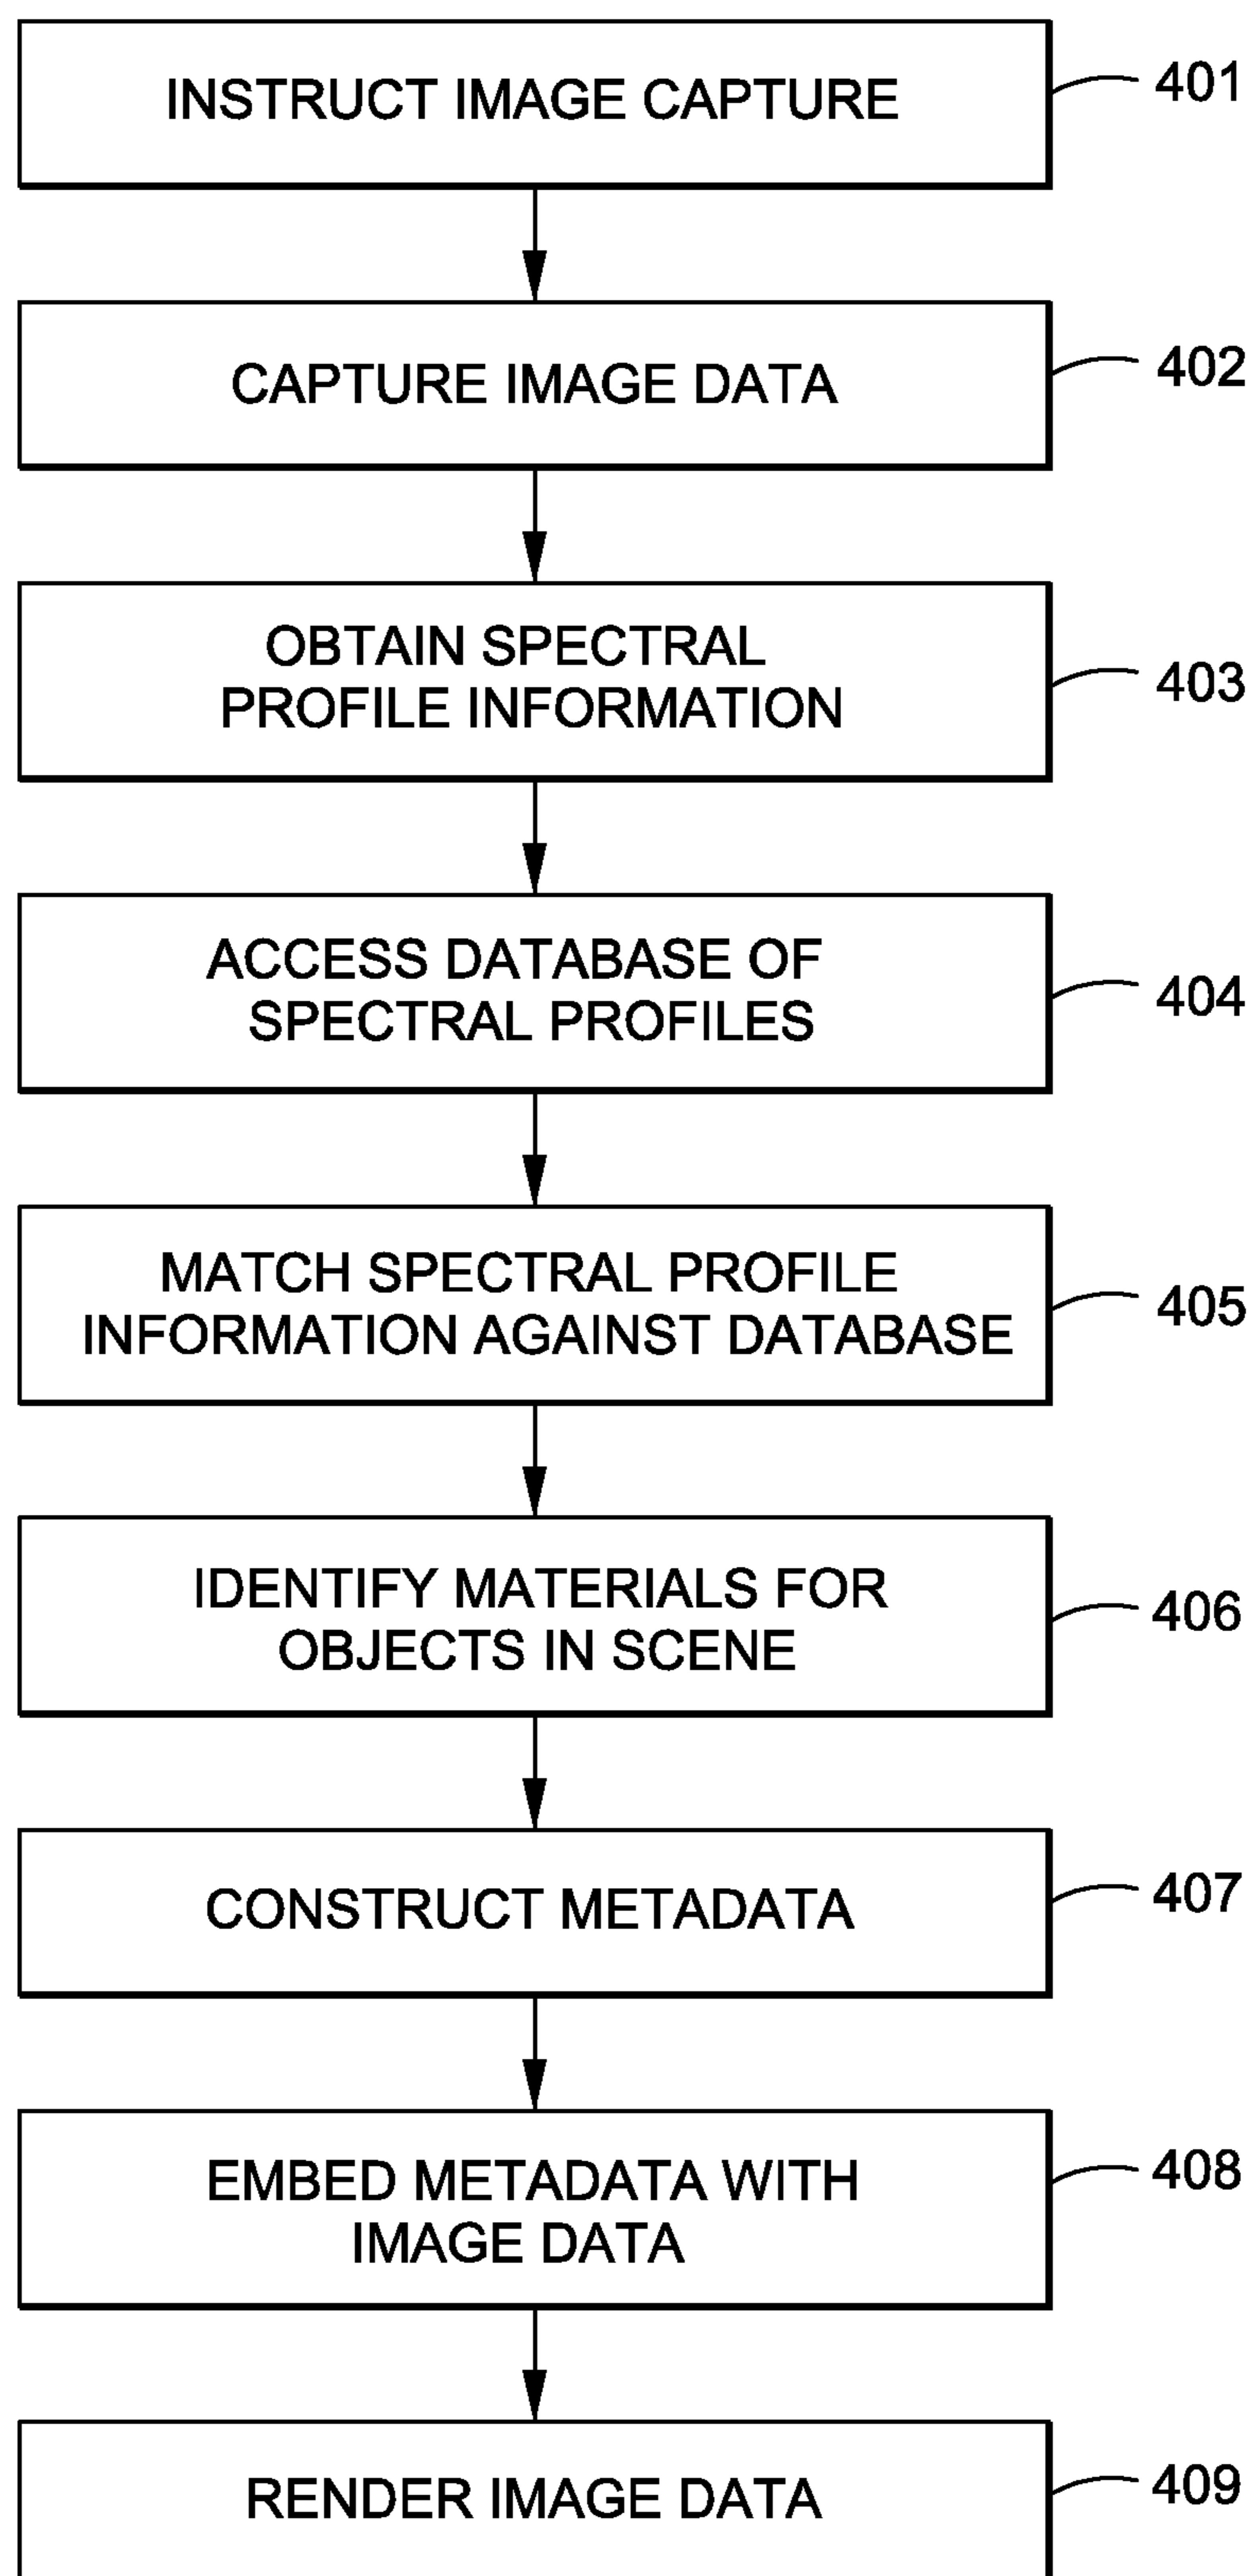 INSTRUCT IMAGE CAPTURE
401
CAPTURE IMAGE DATA
402
OBTAIN SPECTRAL
PROFILE INFORMATION
403
ACCESS DATABASE OF
SPECTRAL PROFILES
404
MATCH SPECTRAL PROFILE
INFORMATION AGAINST DATABASE
405
IDENTIFY MATERIALS FOR
OBJECTS IN SCENE
406
CONSTRUCT METADATA
407
EMBED METADATA WITH
IMAGE DATA
408
RENDER IMAGE DATA
409